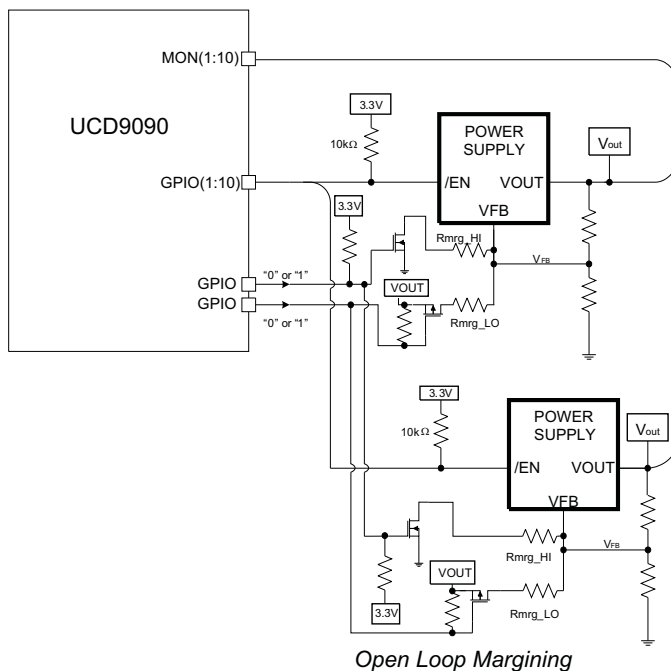 MON(1:10)
UCD9090
GPIO(1:10)
GPIO
GPIO
"0" or "1"
"0" or "1"
3.3V
10kΩ
3.3V
POWER
SUPPLY
/EN
VOUT
VFB
Vout
Rmrg_HI
VFB
VOUT
Rmrg_LO
3.3V
10kΩ
POWER
SUPPLY
/EN
VOUT
VFB
Vout
Rmrg_HI
VFB
VOUT
Rmrg_LO
3.3V
Open Loop Margining